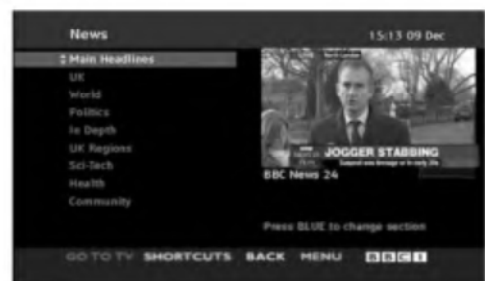 News
15:13 09 Dec
Main Headlines
UK
World
Politics
In Depth
UK Regions
Sci-Tech
Health
Community
JOGGER STABBING
BBC News 24
Press BLUE to change section
GO TO TV SHORTCUTS BACK MENU BBCi